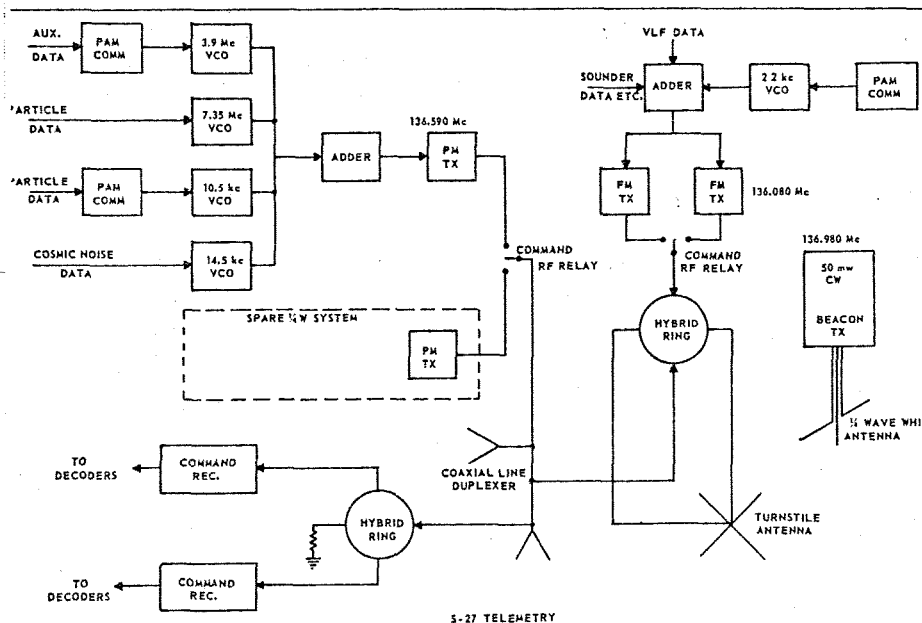 AUX.
DATA
PAM
COMM
3.9 Mc
VCO
'ARTICLE
DATA
7.35 Mc
VCO
'ARTICLE
DATA
PAM
COMM
10.5 kc
VCO
COSMIC NOISE
DATA
14.5 kc
VCO
ADDER
136.590 Mc
PM
TX
COMMAND
RF RELAY
SPARE ¼W SYSTEM
PM
TX
VLF DATA
SOUNDER
DATA ETC.
ADDER
2.2 kc
VCO
PAM
COMM
FM
TX
FM
TX
136.080 Mc
COMMAND
RF RELAY
HYBRID
RING
136.980 Mc
50 mw
CW
BEACON
TX
¼ WAVE WHI
ANTENNA
TO
DECODERS
COMMAND
REC.
COAXIAL LINE
DUPLEXER
HYBRID
RING
TURNSTILE
ANTENNA
TO
DECODERS
COMMAND
REC.
S-27 TELEMETRY